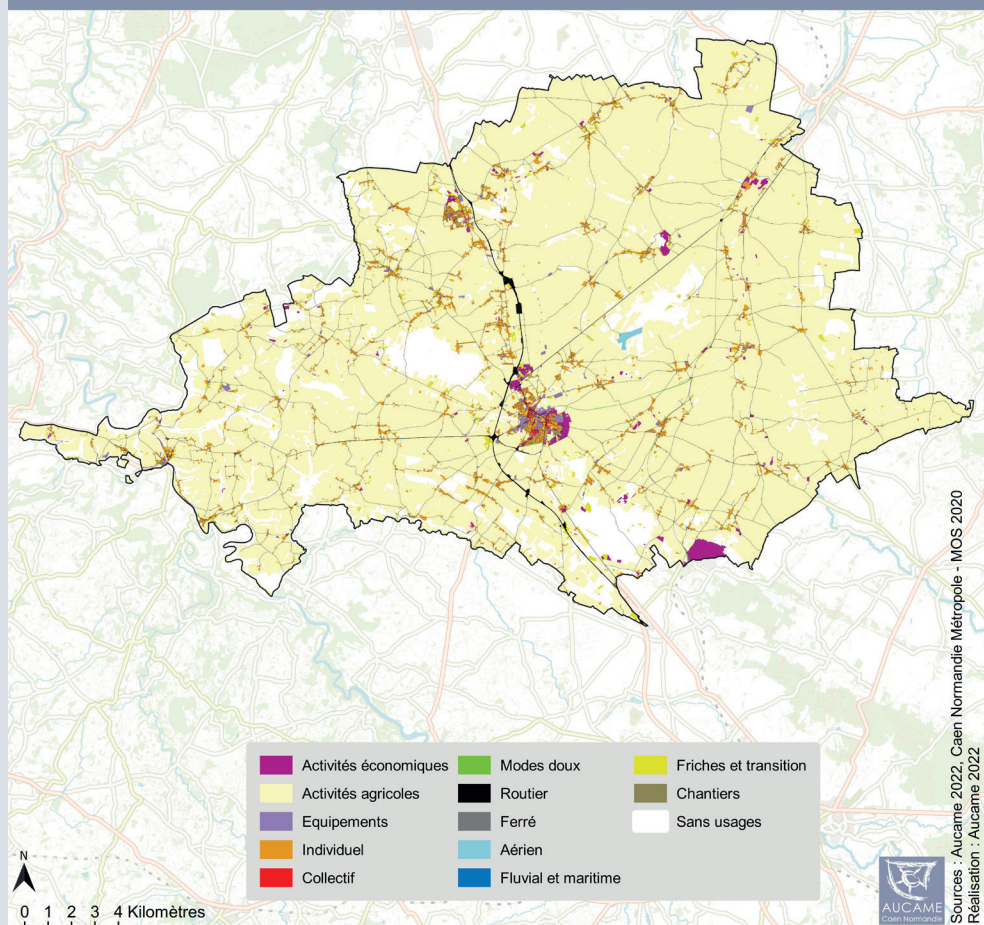 Activités économiques
Activités agricoles
Equipements
Individuel
Collectif
Modes doux
Routier
Ferré
Aérien
Fluvial et maritime
Friches et transition
Chantiers
Sans usages
N
0 1 2 3 4 Kilomètres
AUCAME
Caen Normandie
Sources : Aucame 2022, Caen Normandie Métropole - MOS 2020
Réalisation : Aucame 2022